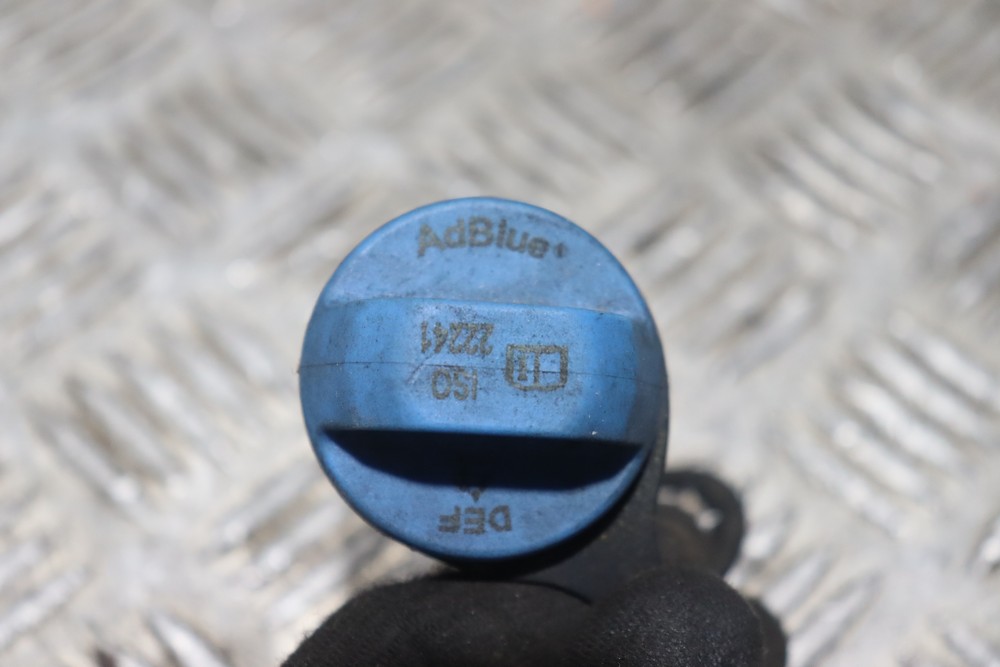 AdBlue
ISO
22241
DEF